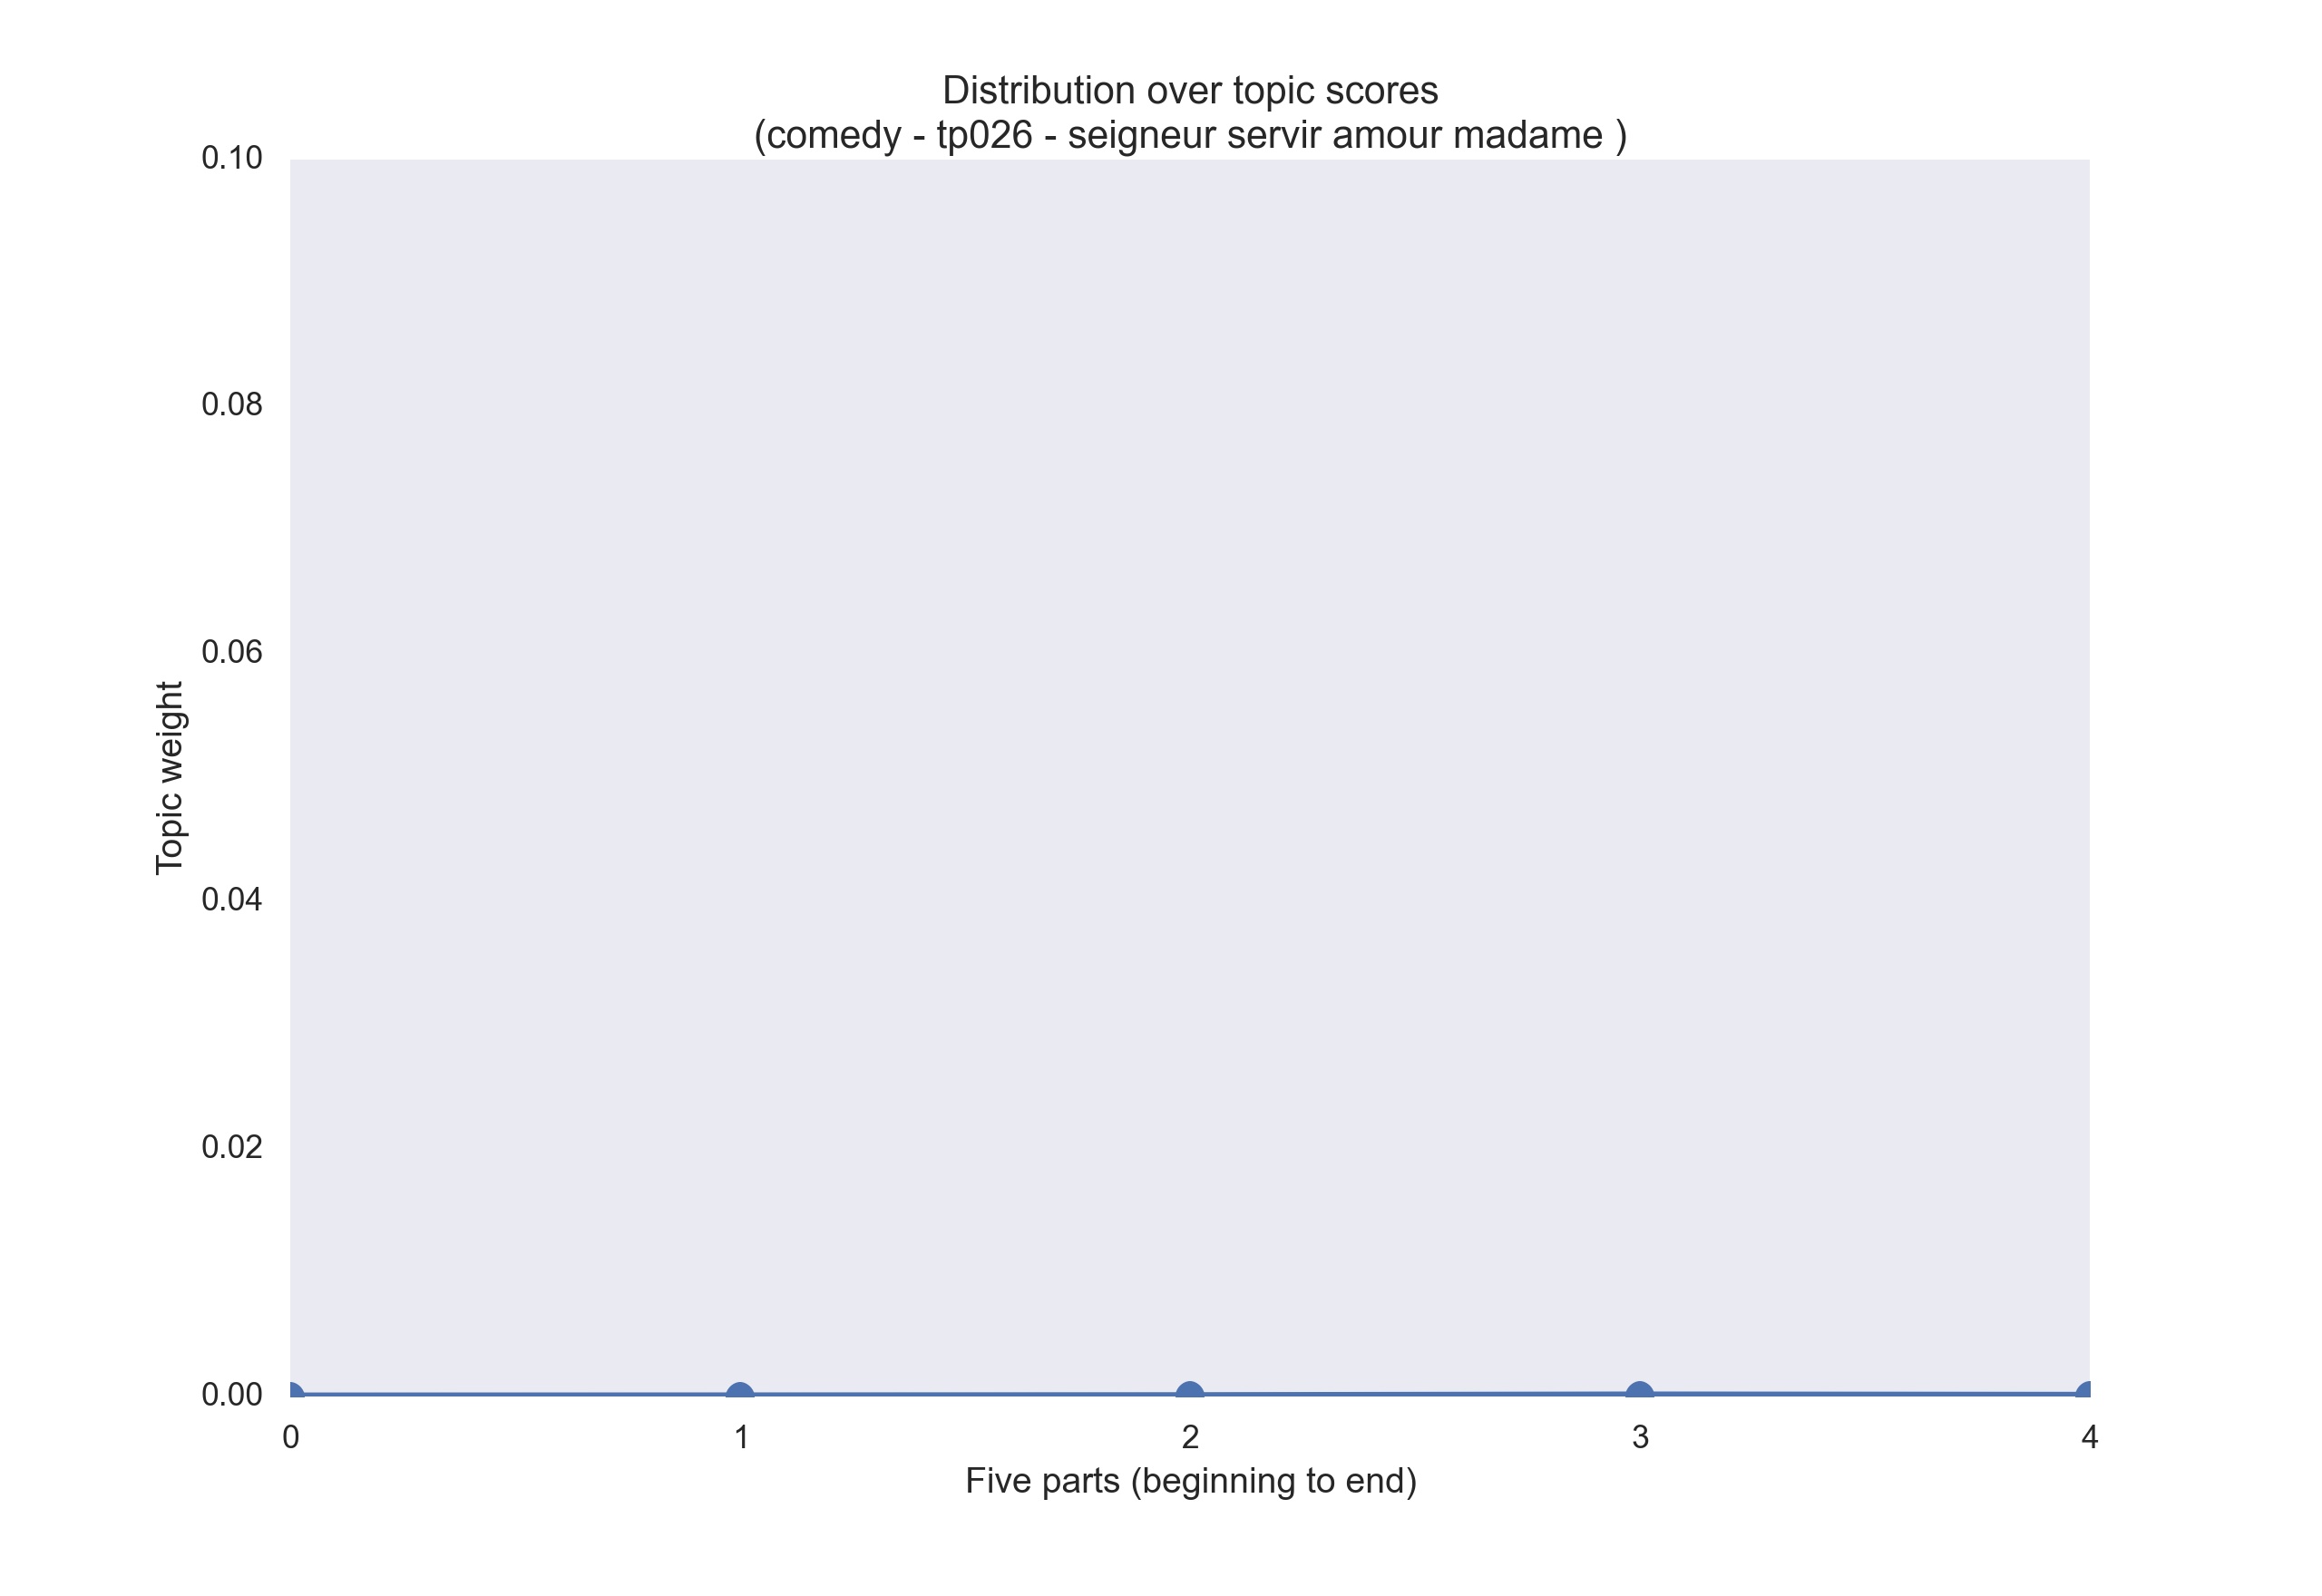 Distribution over topic scores
(comedy - tp026 - seigneur servir amour madame )
0.10
0.08
0.06
0.04
0.02
0.00
Topic weight
0 1 2 3 4
Five parts (beginning to end)